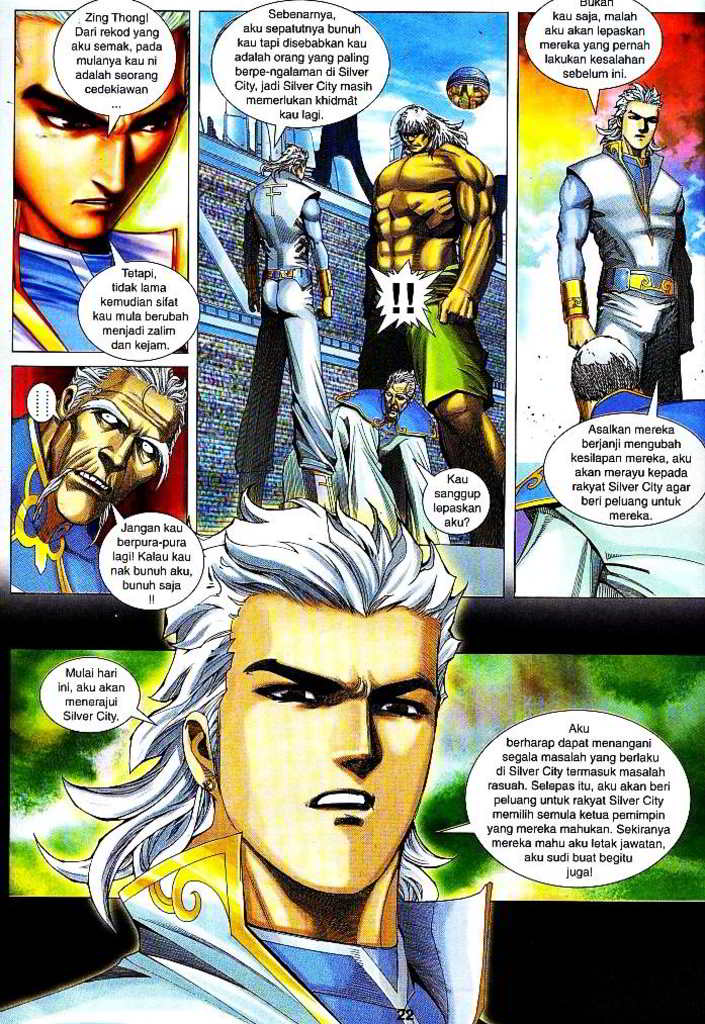 Zing Thong!
Dari rekod yang
aku semak, pada
mulanya kau ni
adalah seorang
cedekiawan
...
Tetapi,
tidak lama
kemudian sifat
kau mula berubah
menjadi zalim
dan kejam.
Sebenarnya,
aku sepatutnya bunuh
kau tapi disebabkan kau
adalah orang yang paling
berpe-ngalaman di Silver
City, jadi Silver City masih
memerlukan khidmat
kau lagi.
!!
Kau
sanggup
lepaskan
aku?
Bukan
kau saja, malah
aku akan lepaskan
mereka yang pernah
lakukan kesalahan
sebelum ini.
Asalkan mereka
berjanji mengubah
kesilapan mereka, aku
akan merayu kepada
rakyat Silver City agar
beri peluang untuk
mereka.
......
Jangan kau
berpura-pura
lagi! Kalau kau
nak bunuh aku,
bunuh saja
!!
Mulai hari
ini, aku akan
menerajui
Silver City.
Aku
berharap dapat menangani
segala masalah yang berlaku
di Silver City termasuk masalah
rasuah. Selepas itu, aku akan beri
peluang untuk rakyat Silver City
memilih semula ketua pemimpin
yang mereka mahukan. Sekiranya
mereka mahu aku letak jawatan,
aku sudi buat begitu
juga!
22